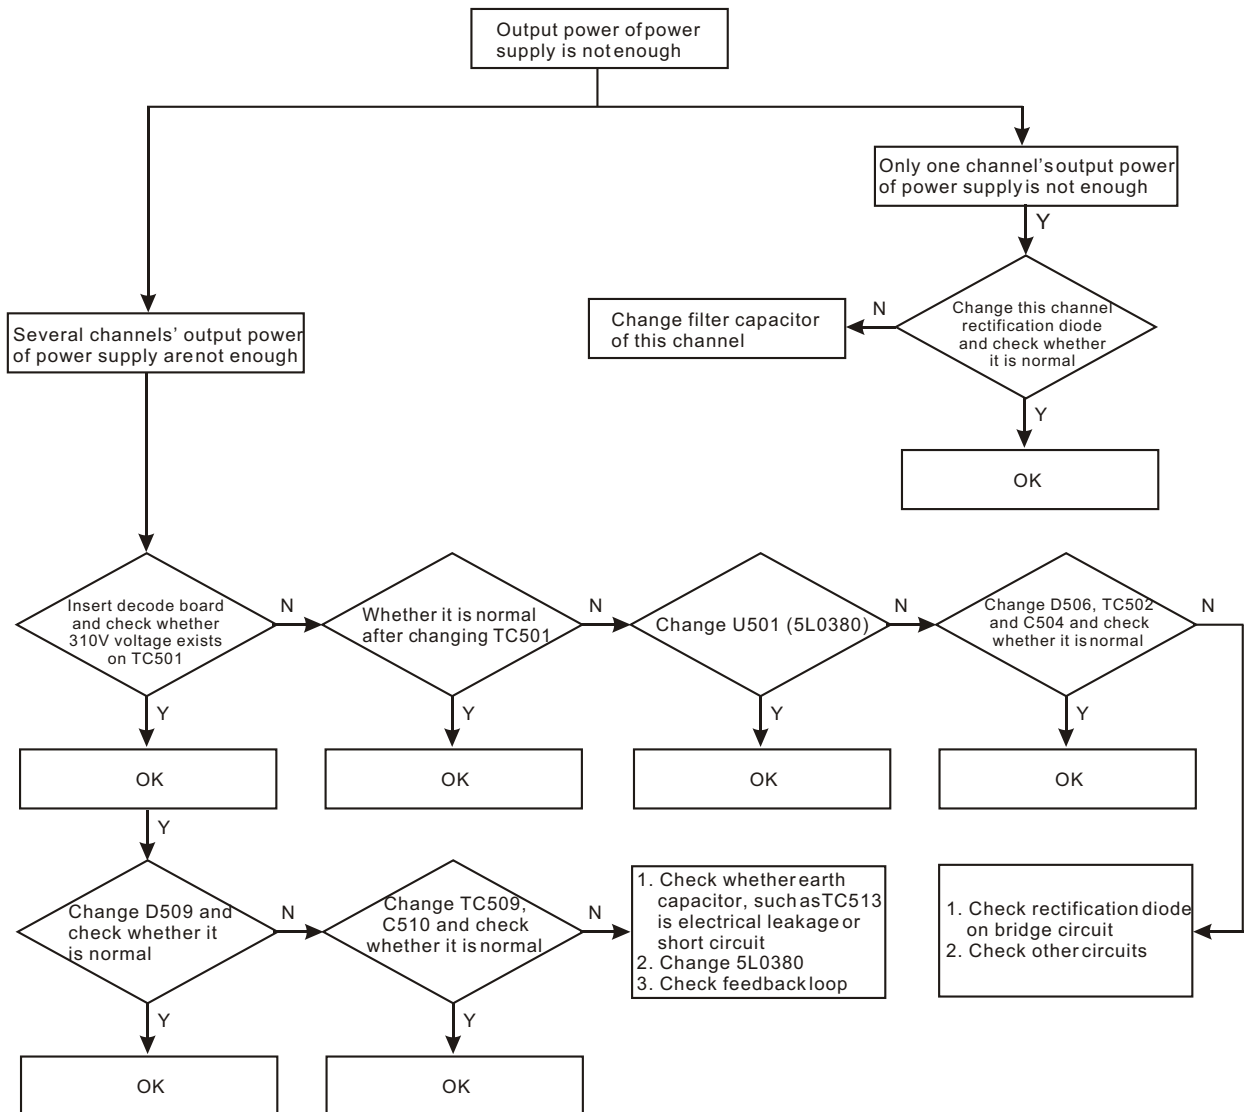 Output power of power
supply is not enough
Only one channel's output power
of power supply is not enough
Y
Change this channel
rectification diode
and check whether
it is normal
N
Change filter capacitor
of this channel
Y
OK
Several channels' output power
of power supply are not enough
Insert decode board
and check whether
310V voltage exists
on TC501
N
Whether it is normal
after changing TC501
N
Change U501 (5L0380)
N
Change D506, TC502
and C504 and check
whether it is normal
N
Y
Y
Y
Y
OK
OK
OK
OK
Y
Change D509 and
check whether it
is normal
N
Change TC509,
C510 and check
whether it is normal
N
1. Check whether earth
capacitor, such as TC513
is electrical leakage or
short circuit
2. Change 5L0380
3. Check feedback loop
1. Check rectification diode
on bridge circuit
2. Check other circuits
Y
Y
OK
OK